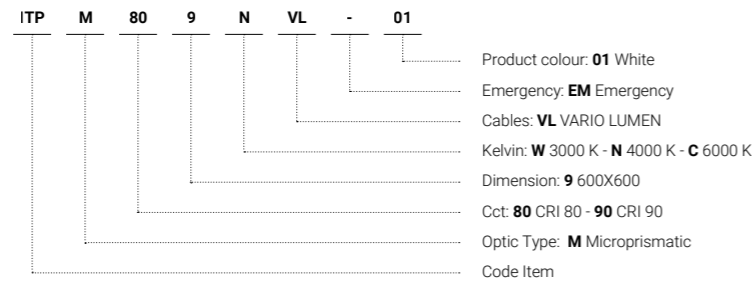 ITP M 80 9 N VL - 01
Product colour: 01 White
Emergency: EM Emergency
Cables: VL VARIO LUMEN
Kelvin: W 3000 K - N 4000 K - C 6000 K
Dimension: 9 600X600
Cct: 80 CRI 80 - 90 CRI 90
Optic Type: M Microprismatic
Code Item